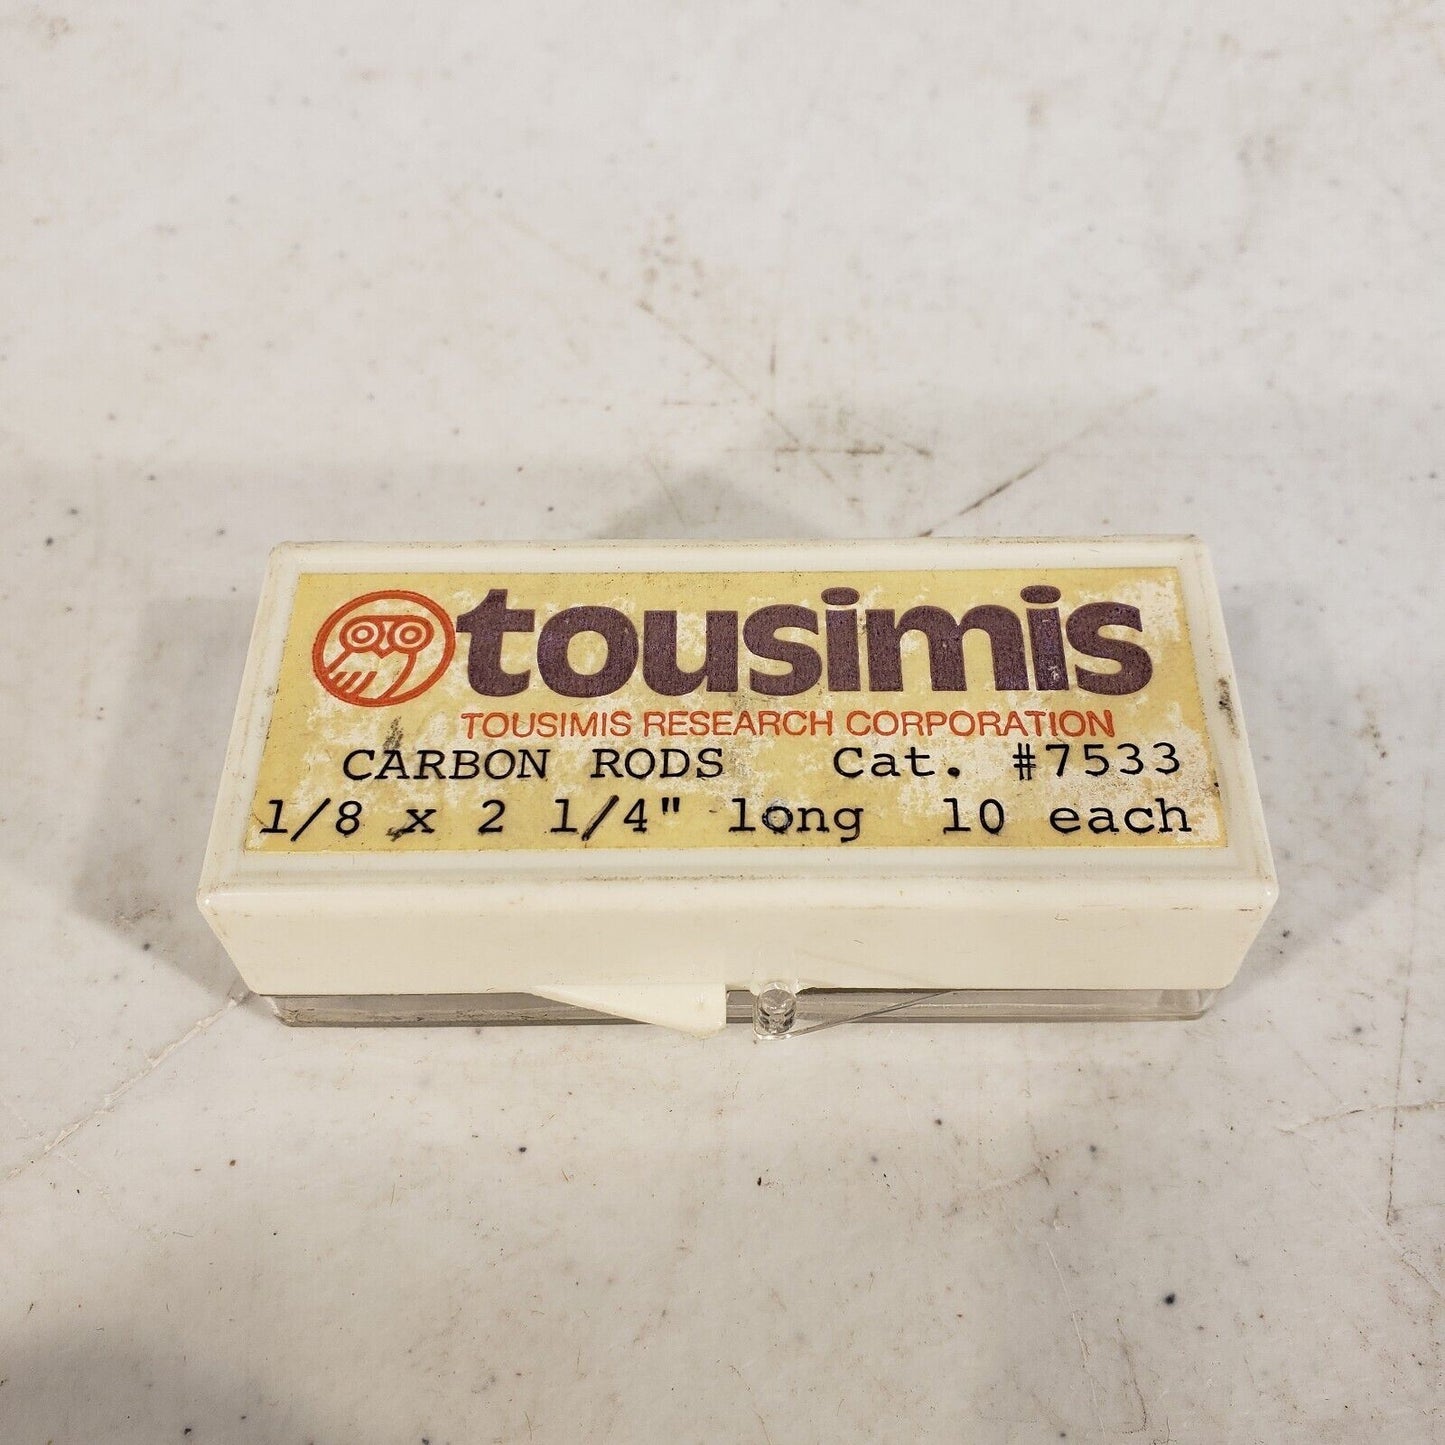 tousimis
TOUSIMIS RESEARCH CORPORATION
CARBON RODS Cat. #7533
1/8 x 2 1/4" long 10 each